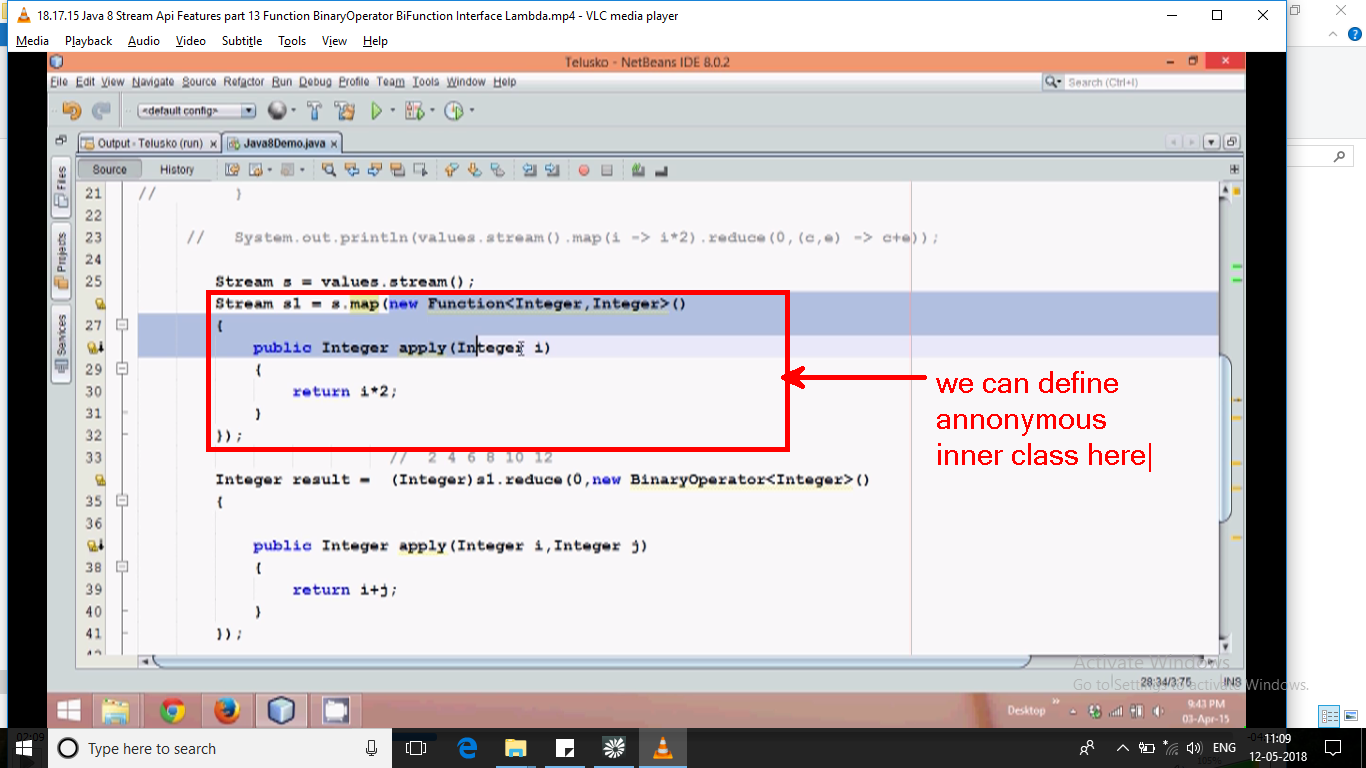 18.17.15 Java 8 Stream Api Features part 13 Function BinaryOperator BiFunction Interface Lambda.mp4 - VLC media player
Media Playback Audio Video Subtitle Tools View Help
Telusko - NetBeans IDE 8.0.2
File Edit View Navigate Source Refactor Run Debug Profile Team Tools Window Help
Search (Ctrl+I)
<default config>
Output - Telusko (run) Java8Demo.java
Source History
Files
Projects
Services
21 // }
22
23 // System.out.println(values.stream().map(i -> i*2).reduce(0,(c,e) -> c+e));
24
25 Stream s = values.stream();
Stream s1 = s.map(new Function<Integer,Integer>()
27 {
public Integer apply(Integer i)
29 {
30 return i*2;
31 }
32 });
33 // 2 4 6 8 10 12
Integer result = (Integer)s1.reduce(0,new BinaryOperator<Integer>()
35 {
36
public Integer apply(Integer i,Integer j)
38 {
39 return i+j;
40 }
41 });
we can define
annonymous
inner class here
Activate Windows
Go to Settings to activate Windows.
28:34/3:76 INS
Desktop
9:43 PM
03-Apr-15
Type here to search
ENG
11:09
12-05-2018